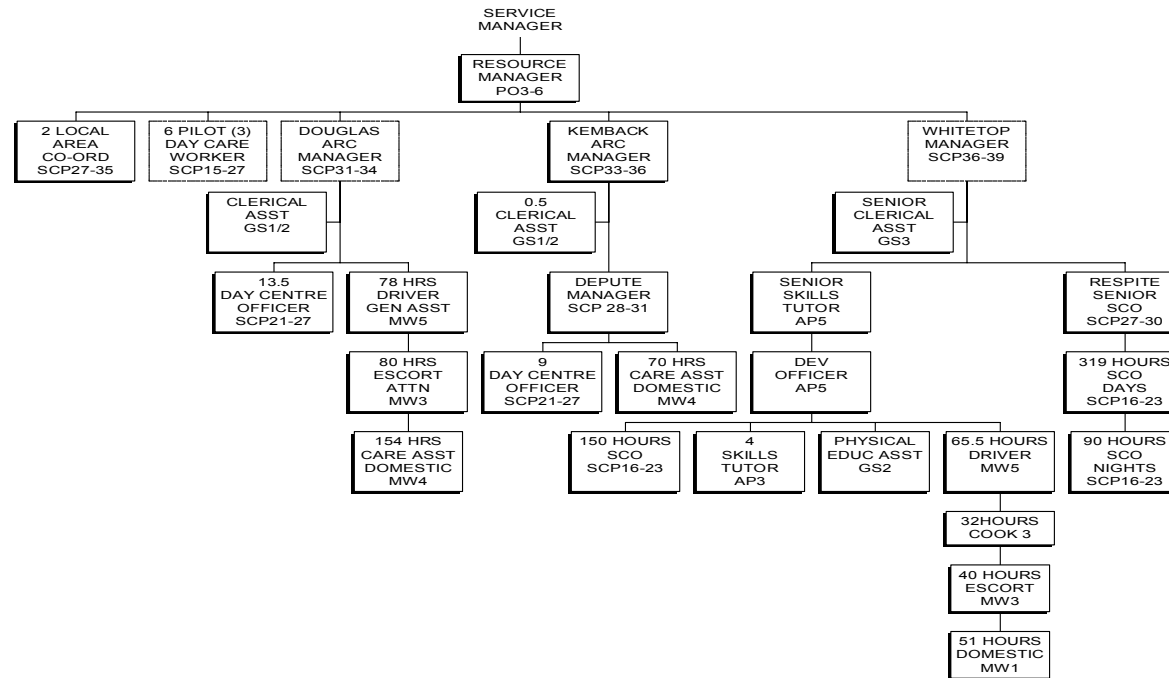 SERVICE
MANAGER
RESOURCE
MANAGER
PO3-6
2 LOCAL
AREA
CO-ORD
SCP27-35
6 PILOT (3)
DAY CARE
WORKER
SCP15-27
DOUGLAS
ARC
MANAGER
SCP31-34
KEMBACK
ARC
MANAGER
SCP33-36
WHITETOP
MANAGER
SCP36-39
CLERICAL
ASST
GS1/2
0.5
CLERICAL
ASST
GS1/2
SENIOR
CLERICAL
ASST
GS3
13.5
DAY CENTRE
OFFICER
SCP21-27
78 HRS
DRIVER
GEN ASST
MW5
DEPUTE
MANAGER
SCP 28-31
SENIOR
SKILLS
TUTOR
AP5
RESPITE
SENIOR
SCO
SCP27-30
80 HRS
ESCORT
ATTN
MW3
9
DAY CENTRE
OFFICER
SCP21-27
70 HRS
CARE ASST
DOMESTIC
MW4
DEV
OFFICER
AP5
319 HOURS
SCO
DAYS
SCP16-23
154 HRS
CARE ASST
DOMESTIC
MW4
150 HOURS
SCO
SCP16-23
4
SKILLS
TUTOR
AP3
PHYSICAL
EDUC ASST
GS2
65.5 HOURS
DRIVER
MW5
90 HOURS
SCO
NIGHTS
SCP16-23
32HOURS
COOK 3
40 HOURS
ESCORT
MW3
51 HOURS
DOMESTIC
MW1